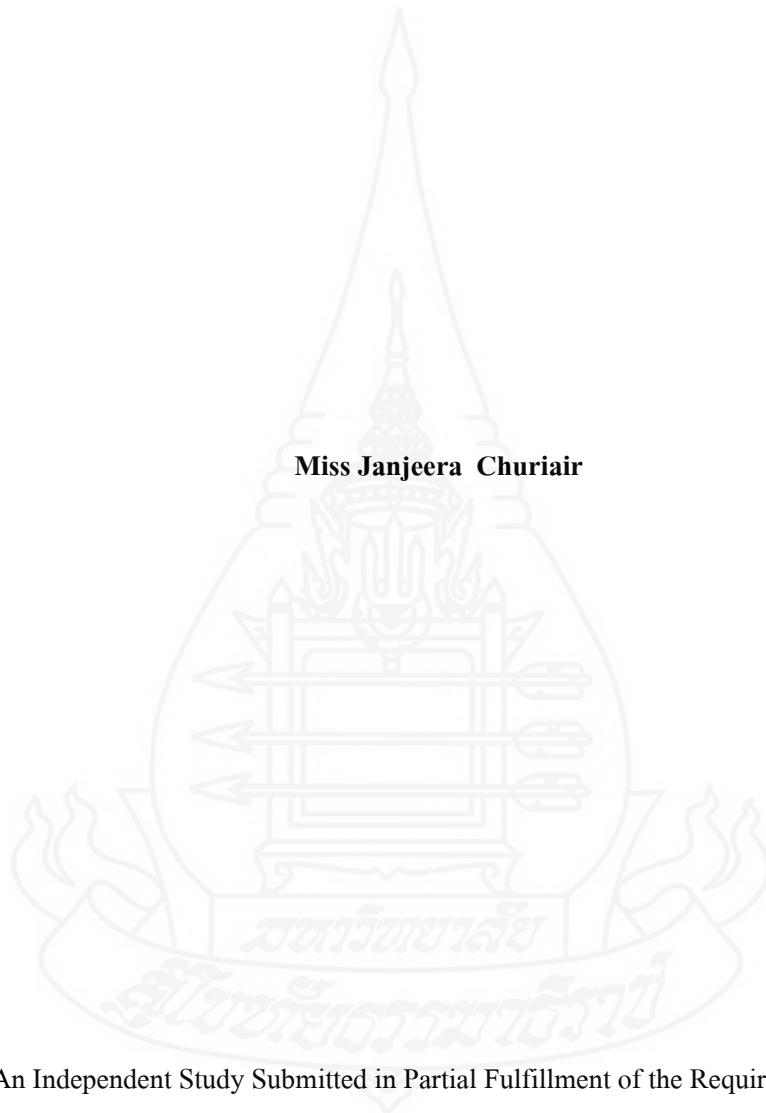 Miss Janjeera Churiair
มหาวิทยาลัย
สุโขทัยธรรมาธิราช
An Independent Study Submitted in Partial Fulfillment of the Requir